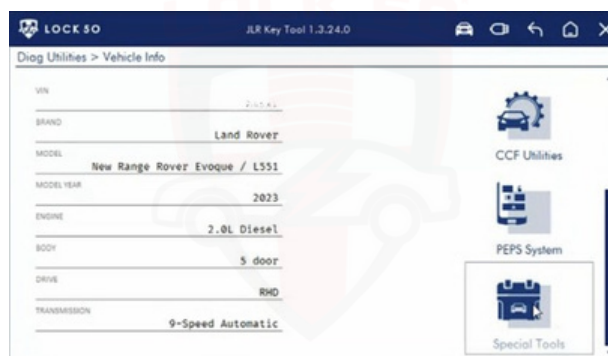 LOCK 50
JLR Key Tool 1.3.24.0
Diag Utilities > Vehicle Info
VIN
BRAND
Land Rover
MODEL
New Range Rover Evoque / L551
MODEL YEAR
2023
ENGINE
2.0L Diesel
BODY
5 door
DRIVE
RHD
TRANSMISSION
9-Speed Automatic
CCF Utilities
PEPS System
Special Tools